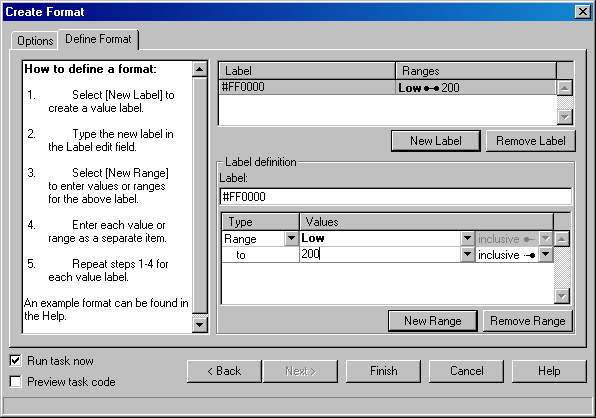 Create Format
Options
Define Format
How to define a format:
1. Select [New Label] to
create a value label.
2. Type the new label in
the Label edit field.
3. Select [New Range]
to enter values or ranges
for the above label.
4. Enter each value or
range as a separate item.
5. Repeat steps 1-4 for
each value label.
An example format can be found in
the Help.
Label Ranges
#FF0000 Low 200
New Label Remove Label
Label definition
Label:
#FF0000
Type Values
Range Low inclusive
to 200 inclusive
New Range Remove Range
Run task now
Preview task code
< Back Next > Finish Cancel Help